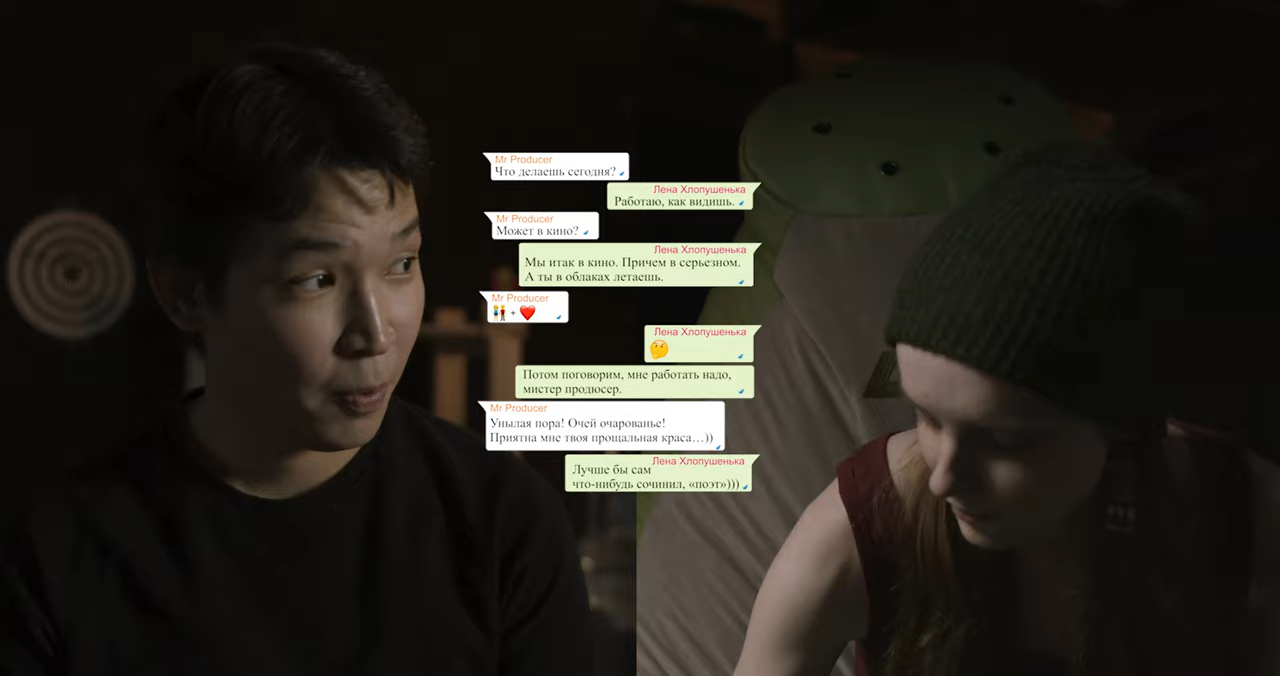 Mr Producer
Что делаешь сегодня?
Лена Хлопушенька
Работаю, как видишь.
Mr Producer
Может в кино?
Лена Хлопушенька
Мы итак в кино. Причем в серьезном.
А ты в облаках летаешь.
Mr Producer
👫 + ❤️
Лена Хлопушенька
🤔
Потом поговорим, мне работать надо,
мистер продюсер.
Mr Producer
Унылая пора! Очей очарованье!
Приятна мне твоя прощальная краса…))
Лена Хлопушенька
Лучше бы сам
что-нибудь сочинил, «поэт»)))